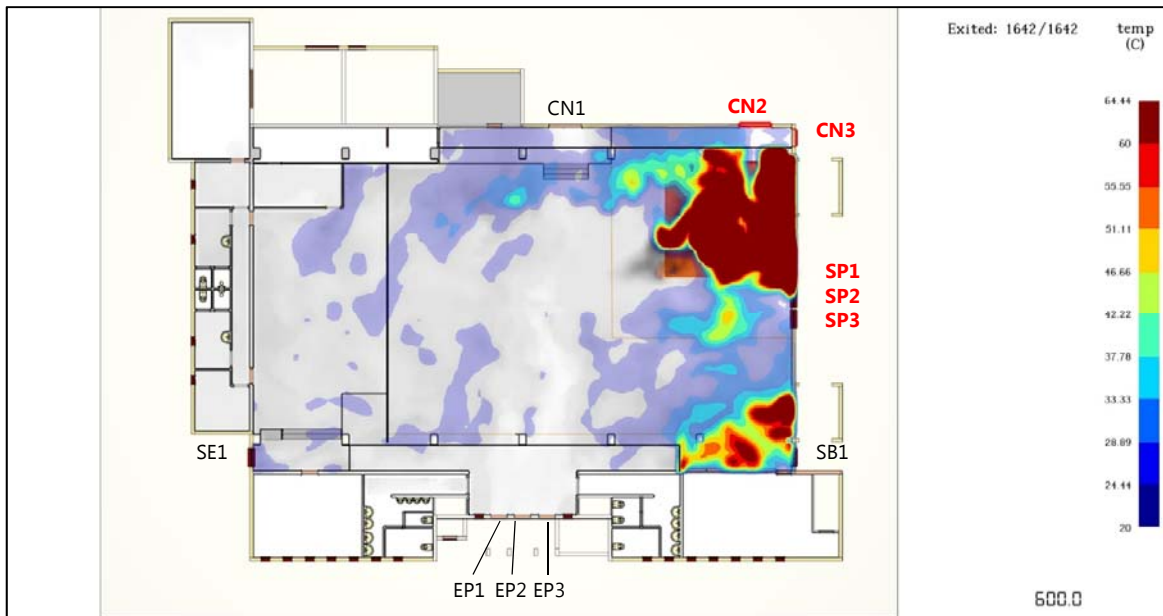 Exited: 1642/1642
temp
(C)
CN1
CN2
CN3
SP1
SP2
SP3
SE1
SB1
EP1 EP2 EP3
64.44
60
55.55
51.11
46.66
42.22
37.78
33.33
28.89
24.44
20
600.0